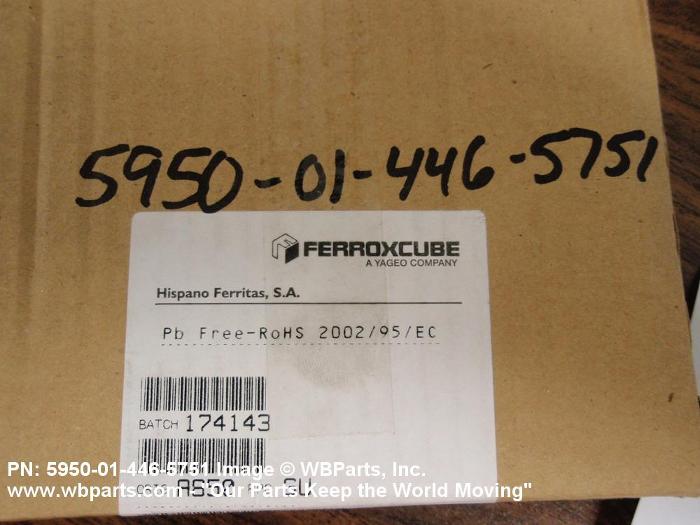 5950-01-446-5751
FERROXCUBE
A YAGEO COMPANY
Hispano Ferritas, S.A.
Pb Free-RoHS 2002/95/EC
BATCH 174143
PN: 5950-01-446-5751 Image © WBParts, Inc.
www.wbparts.com - "Our Parts Keep the World Moving"